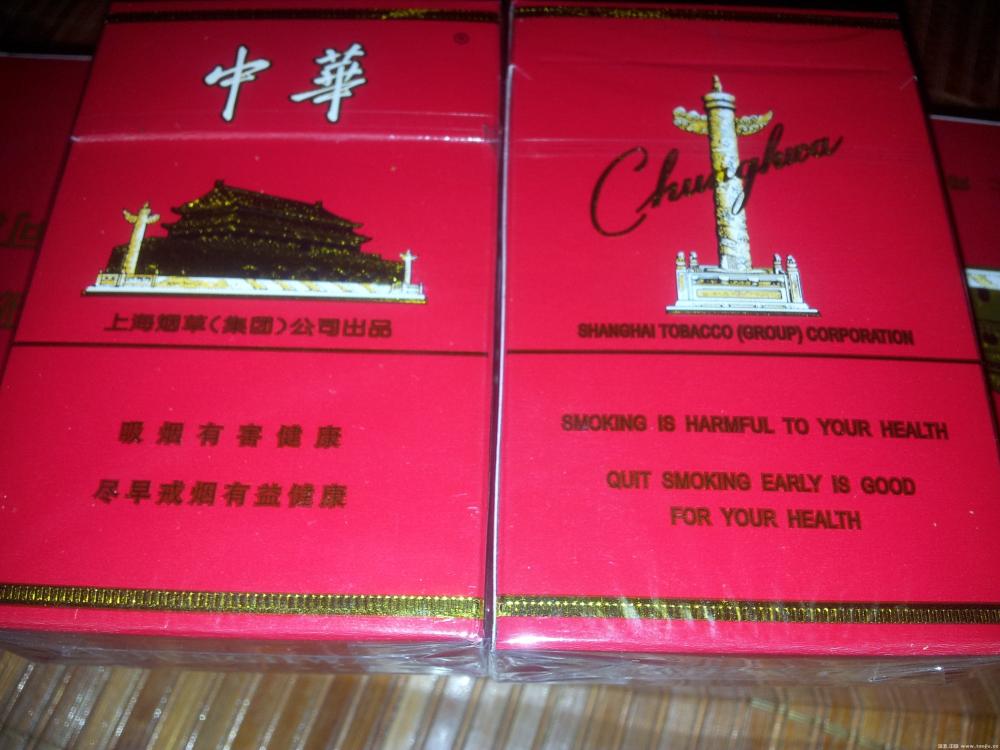 中華
®
上海烟草(集团)公司出品
吸烟有害健康
尽早戒烟有益健康
Chunghwa
SHANGHAI TOBACCO (GROUP) CORPORATION
SMOKING IS HARMFUL TO YOUR HEALTH
QUIT SMOKING EARLY IS GOOD
FOR YOUR HEALTH